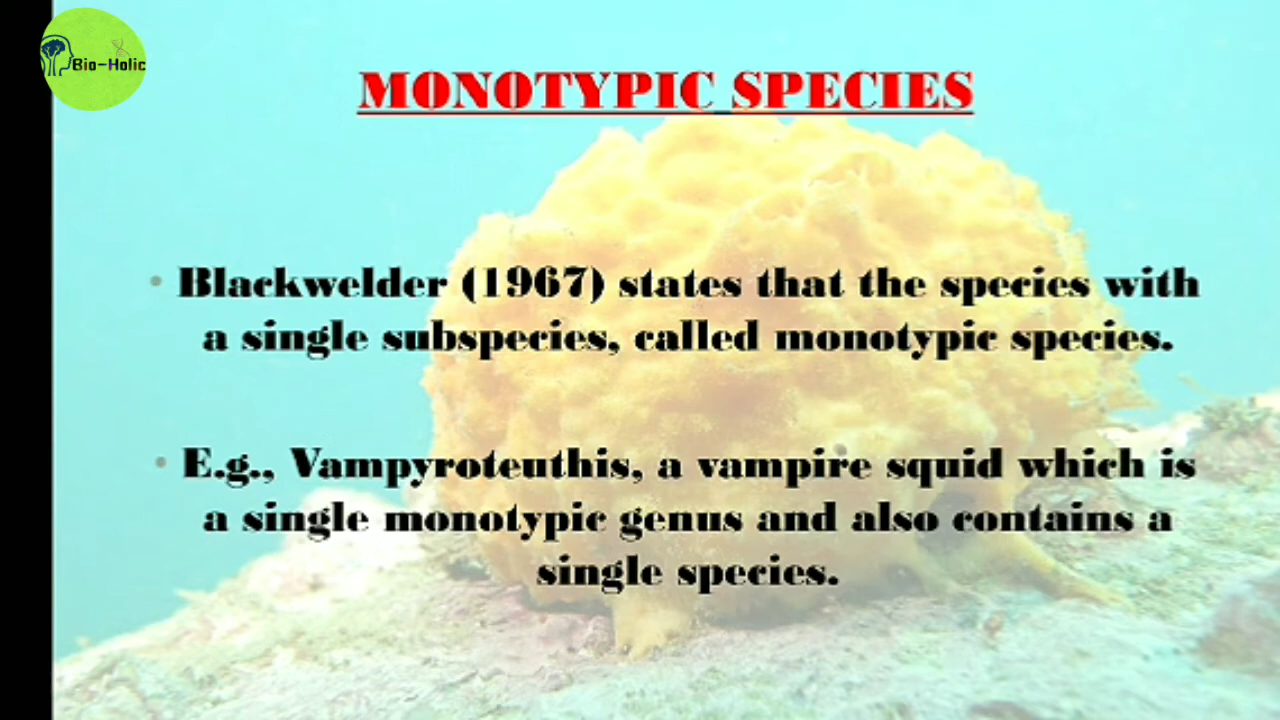 Bio-Holic
MONOTYPIC SPECIES
• Blackwelder (1967) states that the species with
a single subspecies, called monotypic species.
• E.g., Vampyroteuthis, a vampire squid which is
a single monotypic genus and also contains a
single species.